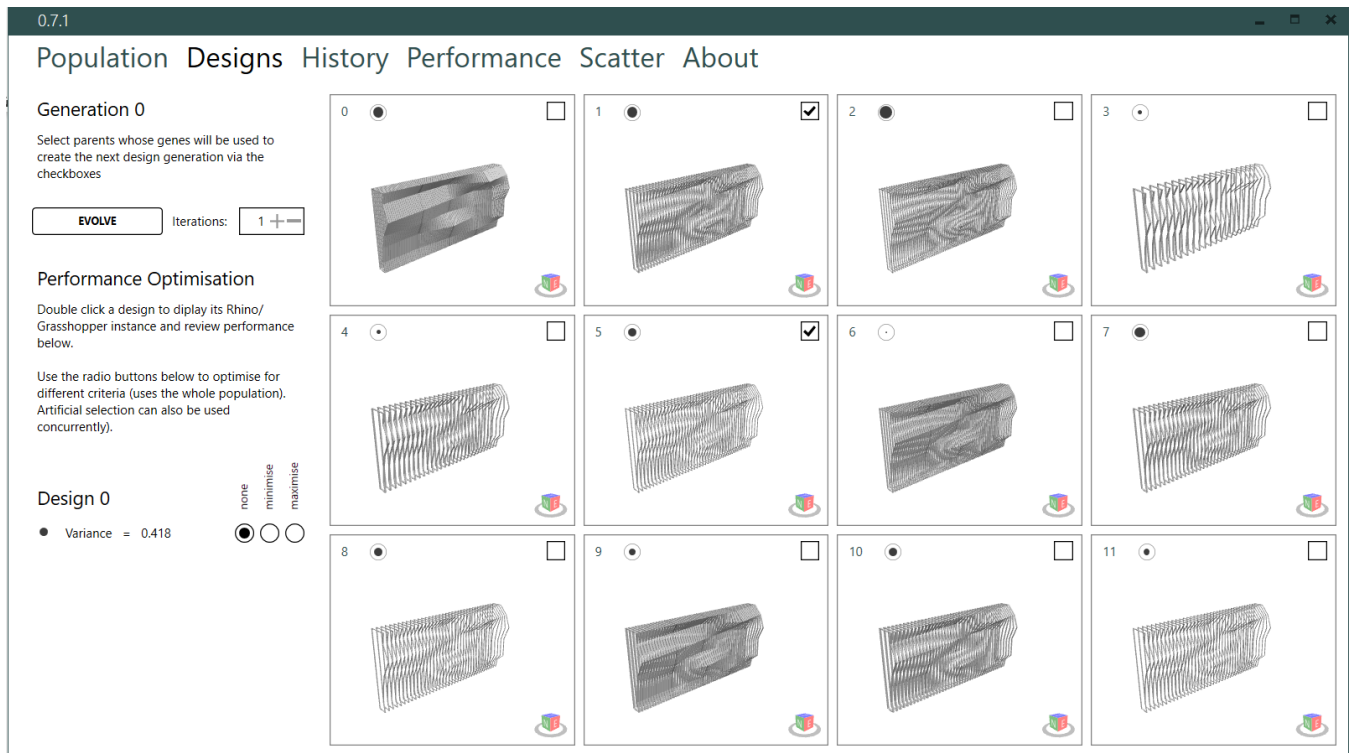 0.7.1
Population Designs History Performance Scatter About
Generation 0
Select parents whose genes will be used to
create the next design generation via the
checkboxes
EVOLVE Iterations: 1
Performance Optimisation
Double click a design to diplay its Rhino/
Grasshopper instance and review performance
below.
Use the radio buttons below to optimise for
different criteria (uses the whole population).
Artificial selection can also be used
concurrently).
none
minimise
maximise
Design 0
Variance = 0.418
0
1
2
3
4
5
6
7
8
9
10
11